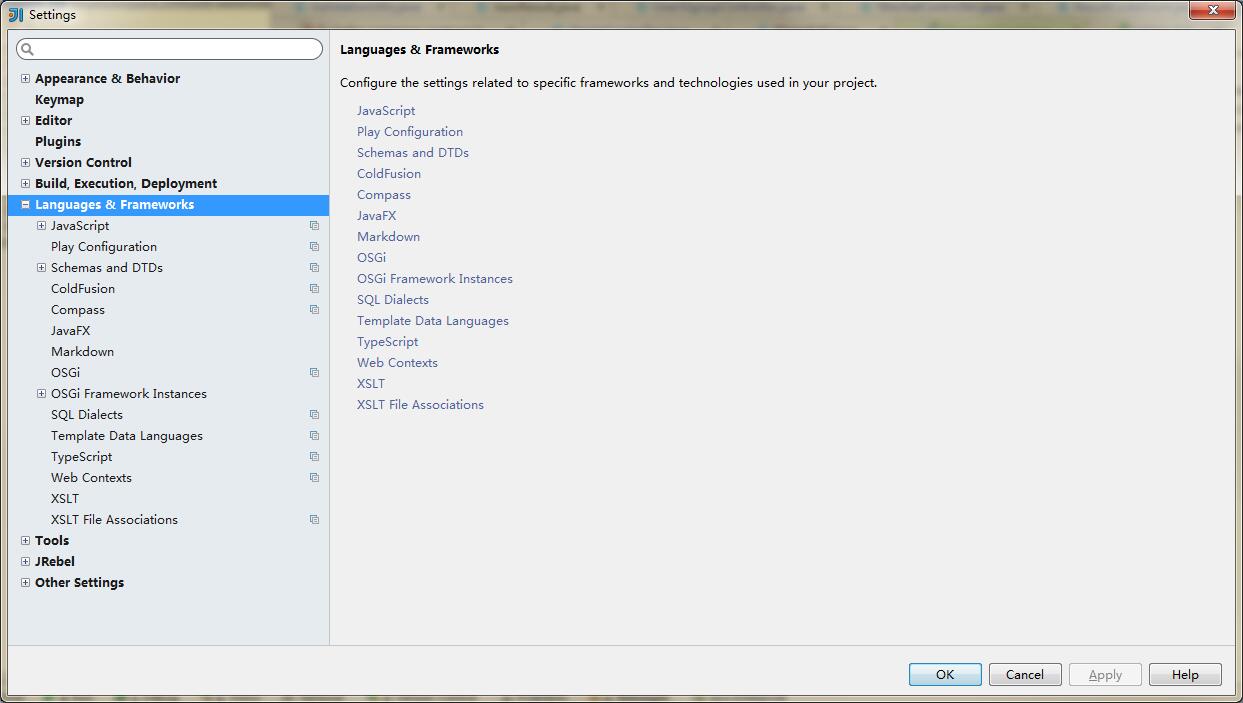 Settings
Appearance & Behavior
Keymap
Editor
Plugins
Version Control
Build, Execution, Deployment
Languages & Frameworks
JavaScript
Play Configuration
Schemas and DTDs
ColdFusion
Compass
JavaFX
Markdown
OSGi
OSGi Framework Instances
SQL Dialects
Template Data Languages
TypeScript
Web Contexts
XSLT
XSLT File Associations
Tools
JRebel
Other Settings
Languages & Frameworks
Configure the settings related to specific frameworks and technologies used in your project.
JavaScript
Play Configuration
Schemas and DTDs
ColdFusion
Compass
JavaFX
Markdown
OSGi
OSGi Framework Instances
SQL Dialects
Template Data Languages
TypeScript
Web Contexts
XSLT
XSLT File Associations
OK
Cancel
Apply
Help